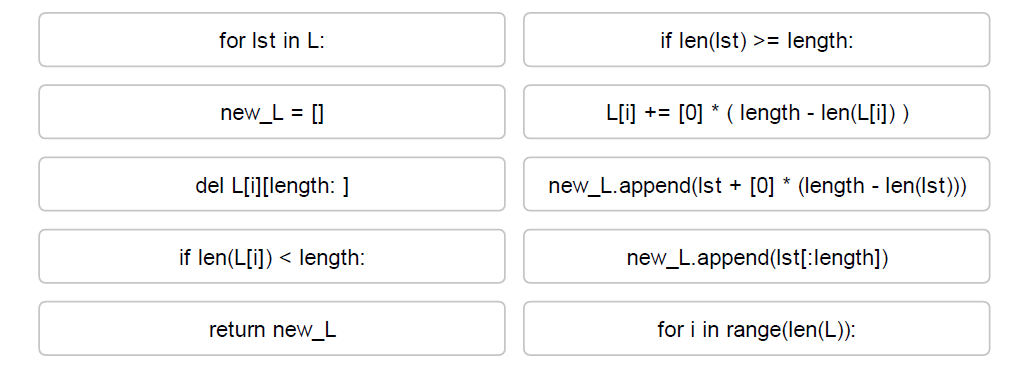 for lst in L:
if len(lst) >= length:
new_L = []
L[i] += [0] * ( length - len(L[i]) )
del L[i][length: ]
new_L.append(lst + [0] * (length - len(lst)))
if len(L[i]) < length:
new_L.append(lst[:length])
return new_L
for i in range(len(L)):